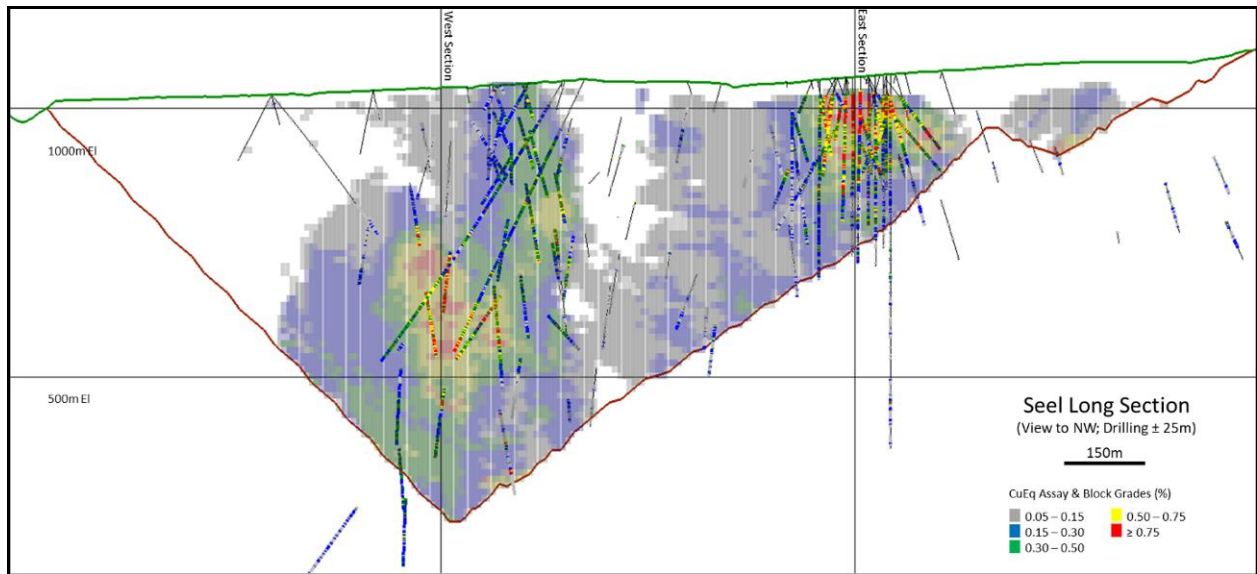 West Section
East Section
1000m El
500m El
Seel Long Section
(View to NW; Drilling ± 25m)
150m
CuEq Assay & Block Grades (%)
0.05 – 0.15
0.50 – 0.75
0.15 – 0.30
≥ 0.75
0.30 – 0.50